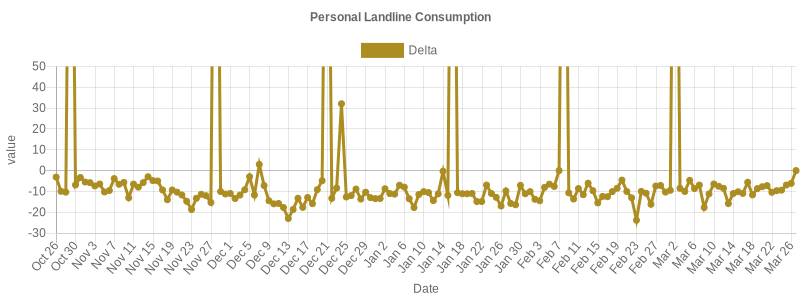 Personal Landline Consumption
Delta
value
50
40
30
20
10
0
-10
-20
-30
Oct 26
Oct 30
Nov 3
Nov 7
Nov 11
Nov 15
Nov 19
Nov 23
Nov 27
Dec 1
Dec 5
Dec 9
Dec 13
Dec 17
Dec 21
Dec 25
Dec 29
Jan 2
Jan 6
Jan 10
Jan 14
Jan 18
Jan 22
Jan 26
Jan 30
Feb 3
Feb 7
Feb 11
Feb 15
Feb 19
Feb 23
Feb 27
Mar 2
Mar 6
Mar 10
Mar 14
Mar 18
Mar 22
Mar 26
Date